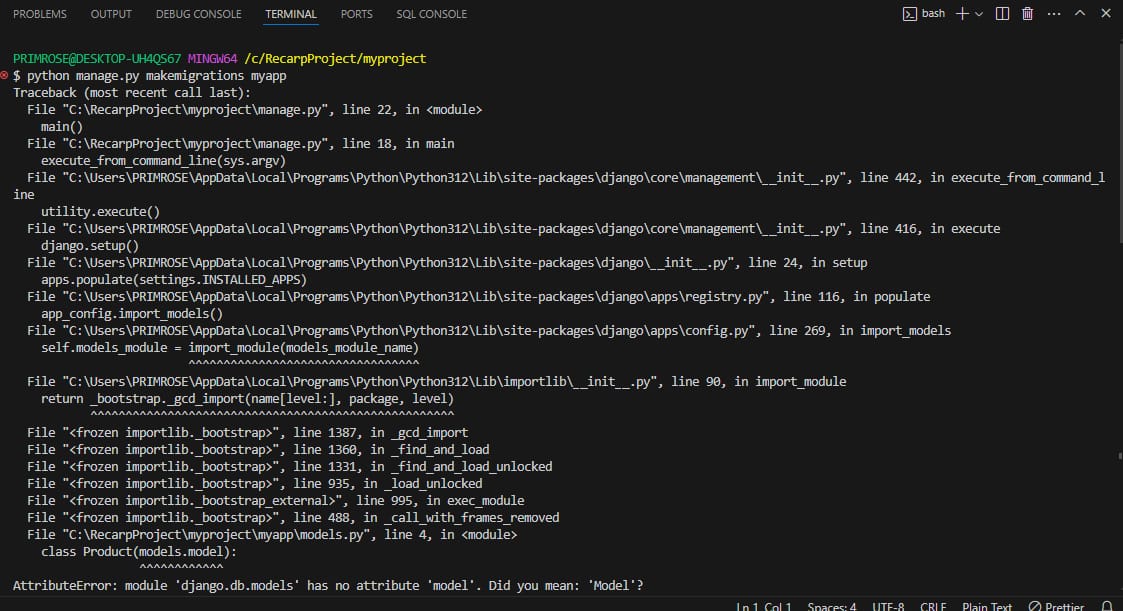 PROBLEMS OUTPUT DEBUG CONSOLE TERMINAL PORTS SQL CONSOLE bash
PRIMROSE@DESKTOP-UH4QS67 MINGW64 /c/RecarpProject/myproject
$ python manage.py makemigrations myapp
Traceback (most recent call last):
  File "C:\RecarpProject\myproject\manage.py", line 22, in <module>
    main()
  File "C:\RecarpProject\myproject\manage.py", line 18, in main
    execute_from_command_line(sys.argv)
  File "C:\Users\PRIMROSE\AppData\Local\Programs\Python\Python312\Lib\site-packages\django\core\management\__init__.py", line 442, in execute_from_command_l
ine
    utility.execute()
  File "C:\Users\PRIMROSE\AppData\Local\Programs\Python\Python312\Lib\site-packages\django\core\management\__init__.py", line 416, in execute
    django.setup()
  File "C:\Users\PRIMROSE\AppData\Local\Programs\Python\Python312\Lib\site-packages\django\__init__.py", line 24, in setup
    apps.populate(settings.INSTALLED_APPS)
  File "C:\Users\PRIMROSE\AppData\Local\Programs\Python\Python312\Lib\site-packages\django\apps\registry.py", line 116, in populate
    app_config.import_models()
  File "C:\Users\PRIMROSE\AppData\Local\Programs\Python\Python312\Lib\site-packages\django\apps\config.py", line 269, in import_models
    self.models_module = import_module(models_module_name)
                         ^^^^^^^^^^^^^^^^^^^^^^^^^^^^^^^^^
  File "C:\Users\PRIMROSE\AppData\Local\Programs\Python\Python312\Lib\importlib\__init__.py", line 90, in import_module
    return _bootstrap._gcd_import(name[level:], package, level)
           ^^^^^^^^^^^^^^^^^^^^^^^^^^^^^^^^^^^^^^^^^^^^^^^^^^^^
  File "<frozen importlib._bootstrap>", line 1387, in _gcd_import
  File "<frozen importlib._bootstrap>", line 1360, in _find_and_load
  File "<frozen importlib._bootstrap>", line 1331, in _find_and_load_unlocked
  File "<frozen importlib._bootstrap>", line 935, in _load_unlocked
  File "<frozen importlib._bootstrap_external>", line 995, in exec_module
  File "<frozen importlib._bootstrap>", line 488, in _call_with_frames_removed
  File "C:\RecarpProject\myproject\myapp\models.py", line 4, in <module>
    class Product(models.model):
                  ^^^^^^^^^^^^
AttributeError: module 'django.db.models' has no attribute 'model'. Did you mean: 'Model'?
Ln 1, Col 1 Spaces: 4 UTF-8 CRLF Plain Text Prettier